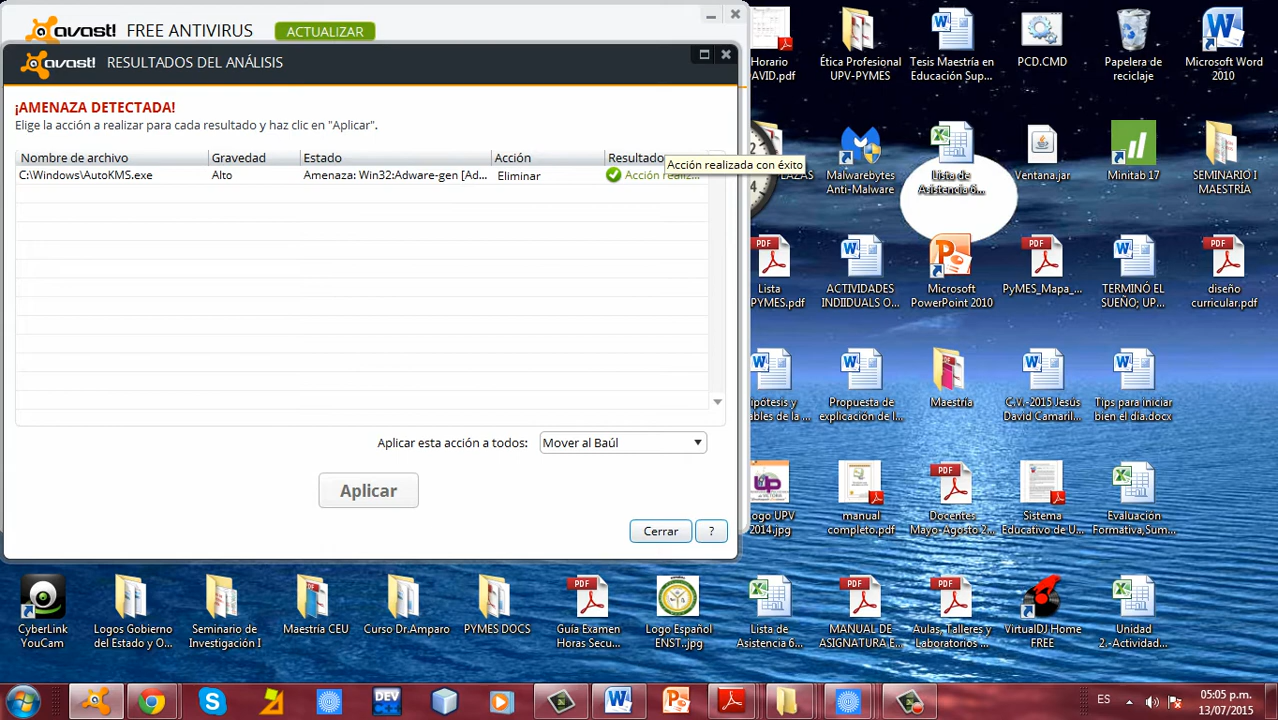 avast! FREE ANTIVIRUS ACTUALIZAR
avast! RESULTADOS DEL ANÁLISIS
¡AMENAZA DETECTADA!
Elige la acción a realizar para cada resultado y haz clic en "Aplicar".
Nombre de archivo Gravedad Estado Acción Resultado
Acción realizada con éxito
C:\Windows\AutoKMS.exe Alto Amenaza: Win32:Adware-gen [Ad... Eliminar Acción realiz...
Aplicar esta acción a todos: Mover al Baúl
Aplicar
Cerrar ?
Horario
AVID.pdf
Ética Profesional
UPV-PYMES
Tesis Maestría en
Educación Sup...
PCD.CMD
Papelera de
reciclaje
Microsoft Word
2010
Malwarebytes
Anti-Malware
Lista de
Asistencia 6...
Ventana.jar
Minitab 17
SEMINARIO I
MAESTRÍA
Lista
PYMES.pdf
ACTIVIDADES
INDIIDUALS O...
Microsoft
PowerPoint 2010
PyMES_Mapa_...
TERMINÓ EL
SUEÑO; UP...
diseño
curricular.pdf
Propuesta de
explicación de l...
Maestría
C.V.-2015 Jesús
David Camaril...
Tips para iniciar
bien el dia.docx
logo UPV
2014.jpg
manual
completo.pdf
Docentes
Mayo-Agosto 2...
Sistema
Educativo de U...
Evaluación
Formativa,Sum...
CyberLink
YouCam
Logos Gobierno
del Estado y O...
Seminario_Taller
Investigación I
Maestría CEU
Curso Dr.Amparo
PYMES DOCS
Guía Examen
Horas Secu...
Logo Español
ENST..jpg
Lista de
Asistencia 6...
MANUAL DE
ASIGNATURA E...
Aulas, Talleres y
Laboratorios ...
VirtualDJ Home
FREE
Unidad
2.-Actividad...
DEV
ES
05:05 p.m.
13/07/2015